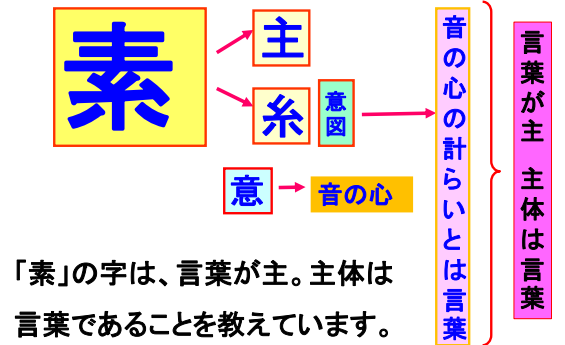 素
主
糸
意図
意
音の心
音の心の計らいとは言葉
言葉が主 主体は言葉
「素」の字は、言葉が主。主体は
言葉であることを教えています。